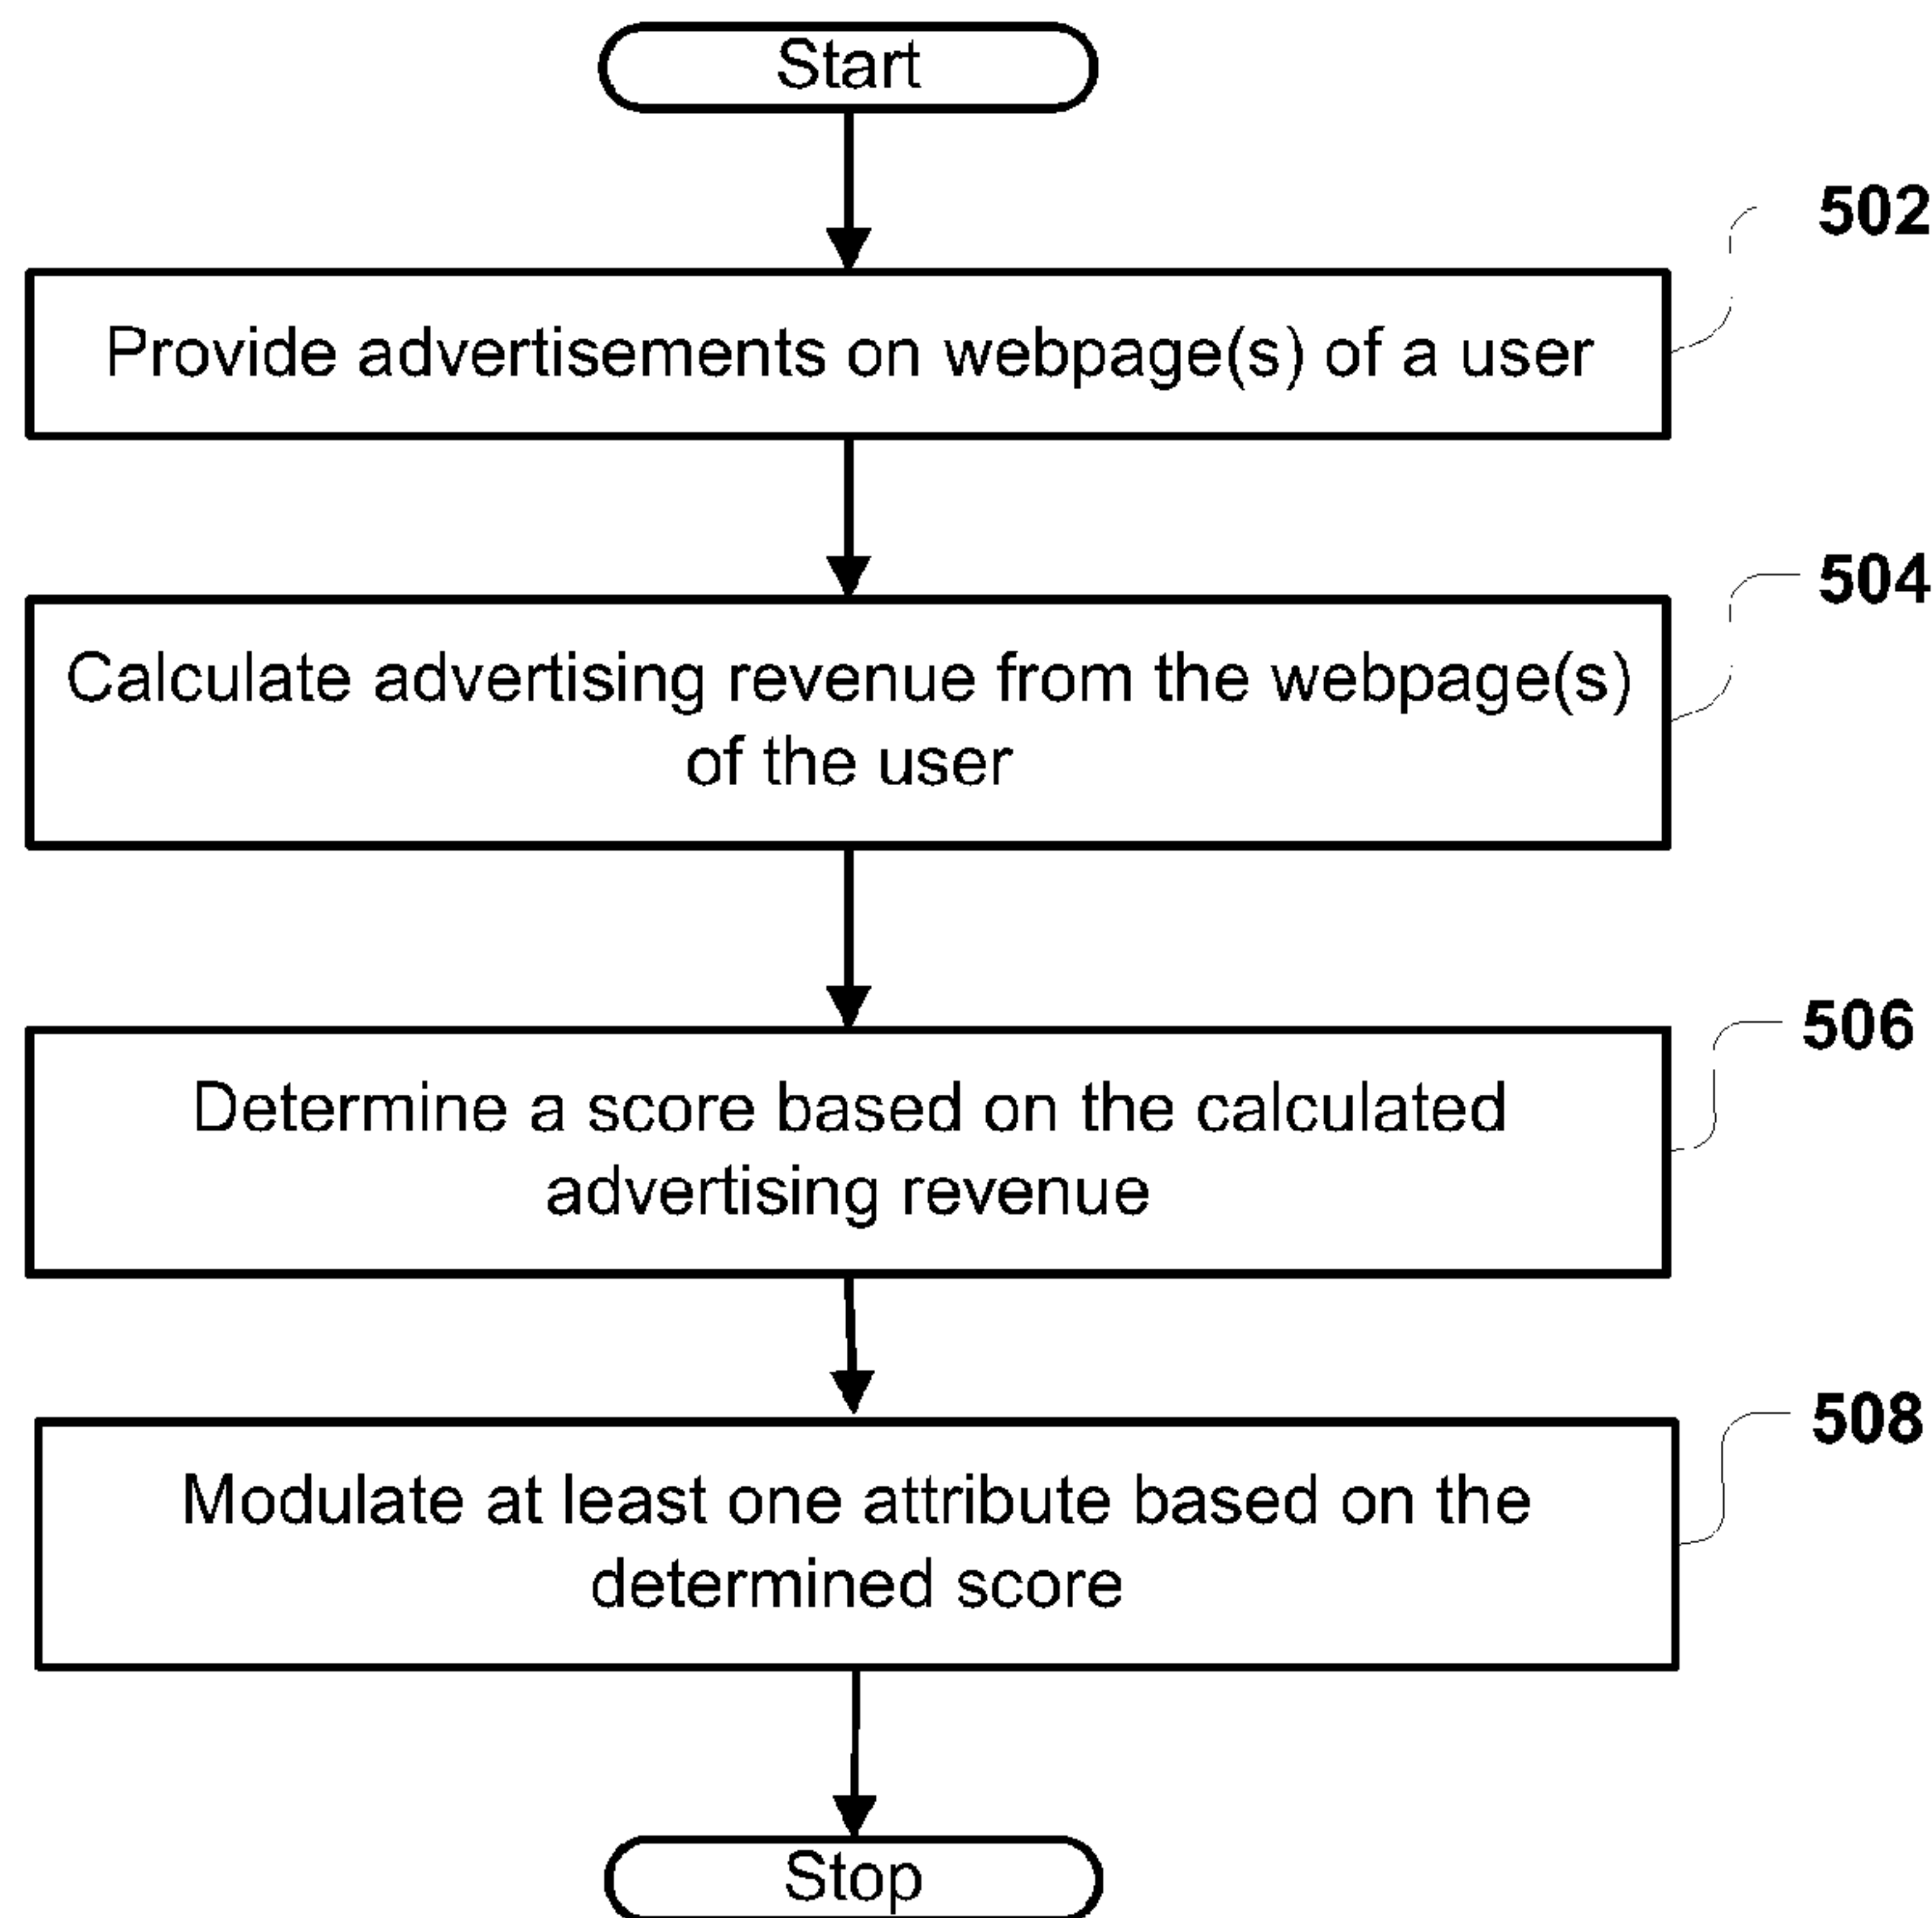 Start
502
Provide advertisements on webpage(s) of a user
504
Calculate advertising revenue from the webpage(s)
of the user
506
Determine a score based on the calculated
advertising revenue
508
Modulate at least one attribute based on the
determined score
Stop